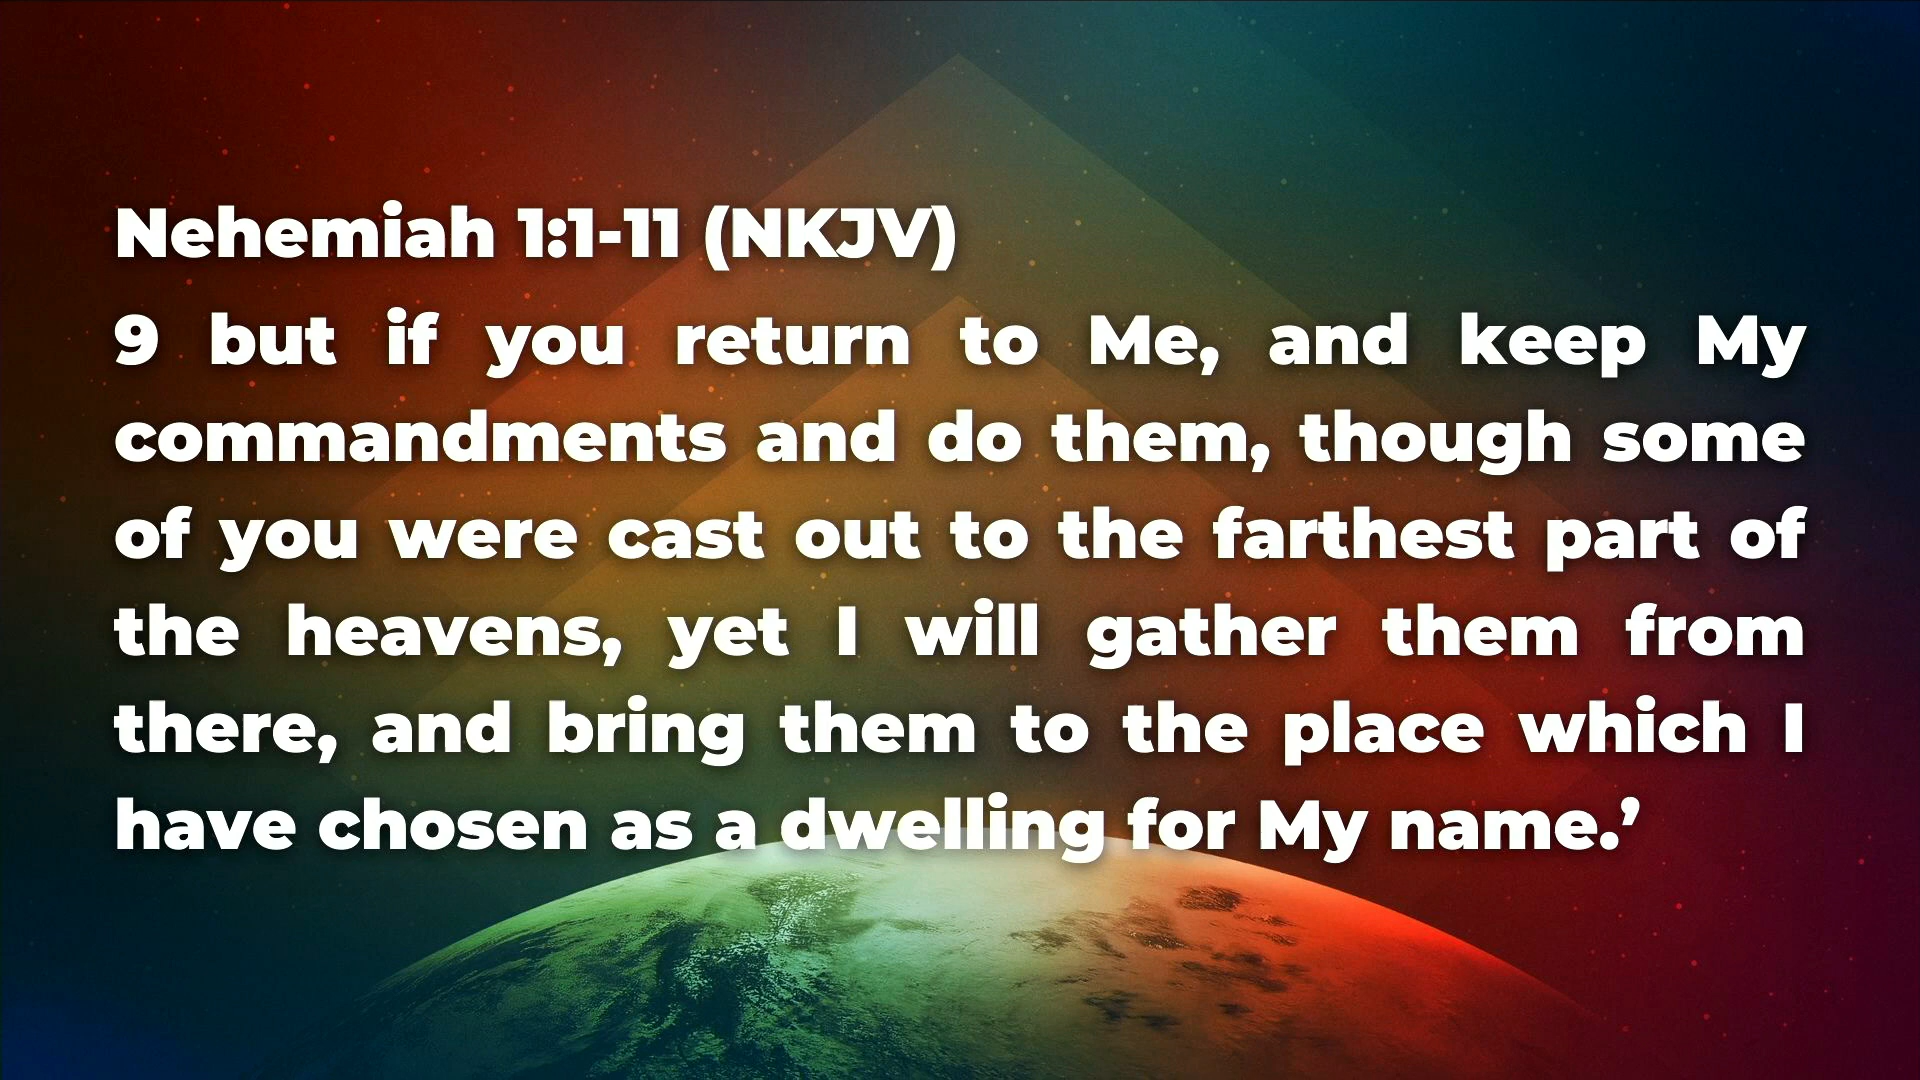 Nehemiah 1:1-11 (NKJV)
9 but if you return to Me, and keep My
commandments and do them, though some
of you were cast out to the farthest part of
the heavens, yet I will gather them from
there, and bring them to the place which I
have chosen as a dwelling for My name.’